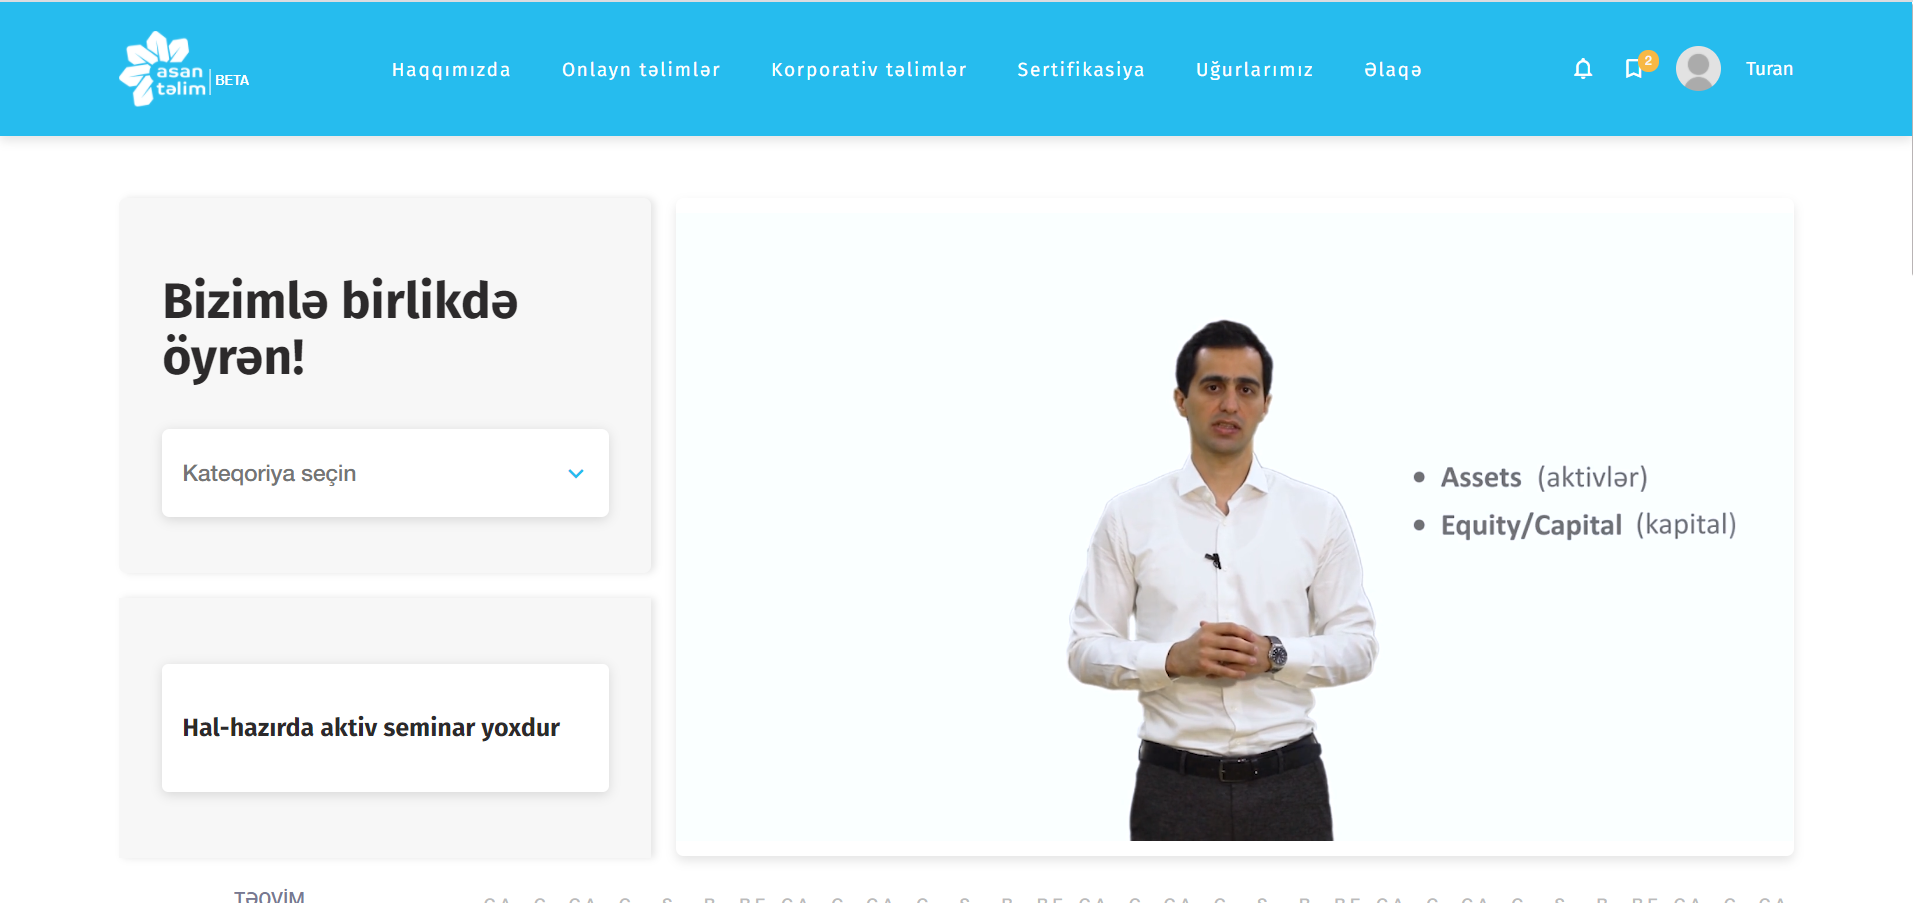 asan
təlim
BETA
Haqqımızda
Onlayn təlimlər
Korporativ təlimlər
Sertifikasiya
Uğurlarımız
Əlaqə
2
Turan
Bizimlə birlikdə
öyrən!
Kateqoriya seçin
Hal-hazırda aktiv seminar yoxdur
• Assets (aktivlər)
• Equity/Capital (kapital)
TƏQVİM